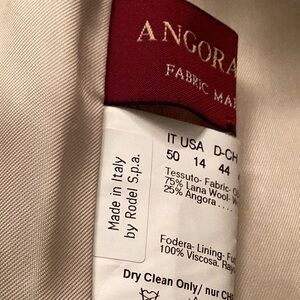 ANGORA
FABRIC MA
IT USA D-CH
50 14 44
Tessuto- Fabric-
75% Lana Wool-
25% Angora ....
Made in Italy
by Rodel S.p.a.
Fodera- Lining-
100% Viscosa.
Dry Clean Only/ nur CH